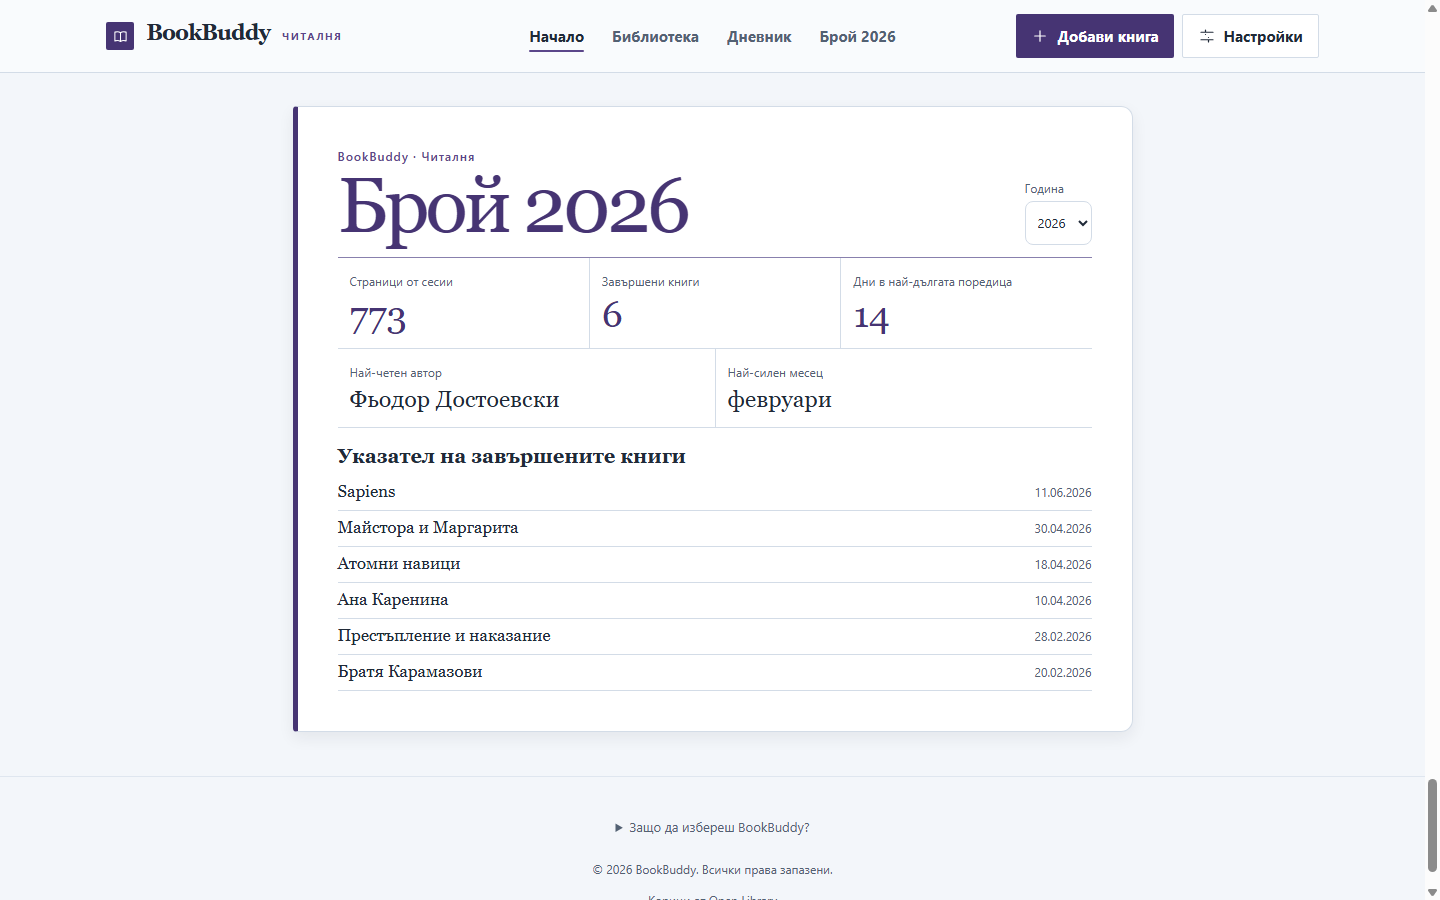 BookBuddy ЧИТАЛНЯ
Начало Библиотека Дневник Брой 2026
Добави книга Настройки
BookBuddy · Читалня
Брой 2026
Година
2026
Страници от сесии
773
Завършени книги
6
Дни в най-дългата поредица
14
Най-четен автор
Фьодор Достоевски
Най-силен месец
февруари
Указател на завършените книги
Sapiens 11.06.2026
Майстора и Маргарита 30.04.2026
Атомни навици 18.04.2026
Ана Каренина 10.04.2026
Престъпление и наказание 28.02.2026
Братя Карамазови 20.02.2026
Защо да избереш BookBuddy?
© 2026 BookBuddy. Всички права запазени.
Корици от Open Library